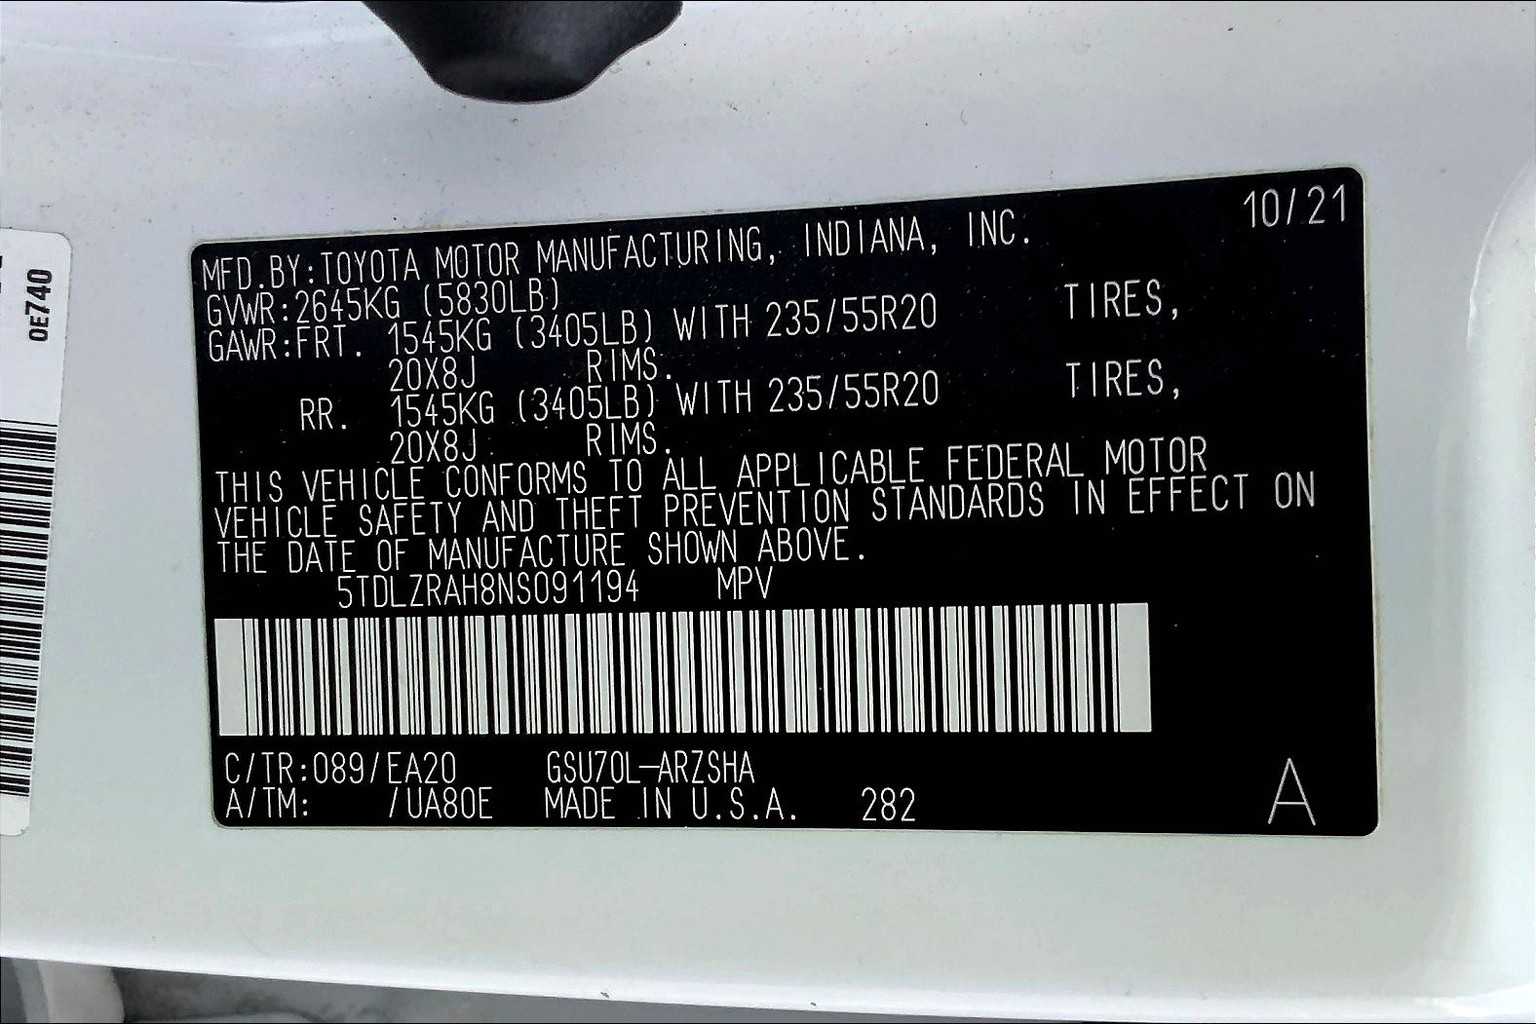 MFD.BY:TOYOTA MOTOR MANUFACTURING, INDIANA, INC. 10/21
GVWR:2645KG (5830LB)
GAWR:FRT. 1545KG (3405LB) WITH 235/55R20 TIRES,
20X8J RIMS.
RR. 1545KG (3405LB) WITH 235/55R20 TIRES,
20X8J RIMS.
THIS VEHICLE CONFORMS TO ALL APPLICABLE FEDERAL MOTOR
VEHICLE SAFETY AND THEFT PREVENTION STANDARDS IN EFFECT ON
THE DATE OF MANUFACTURE SHOWN ABOVE.
5TDLZRAH8NS091194 MPV
C/TR:089/EA20 GSU70L-ARZSHA
A/TM: /UA80E MADE IN U.S.A. 282 A
0E740